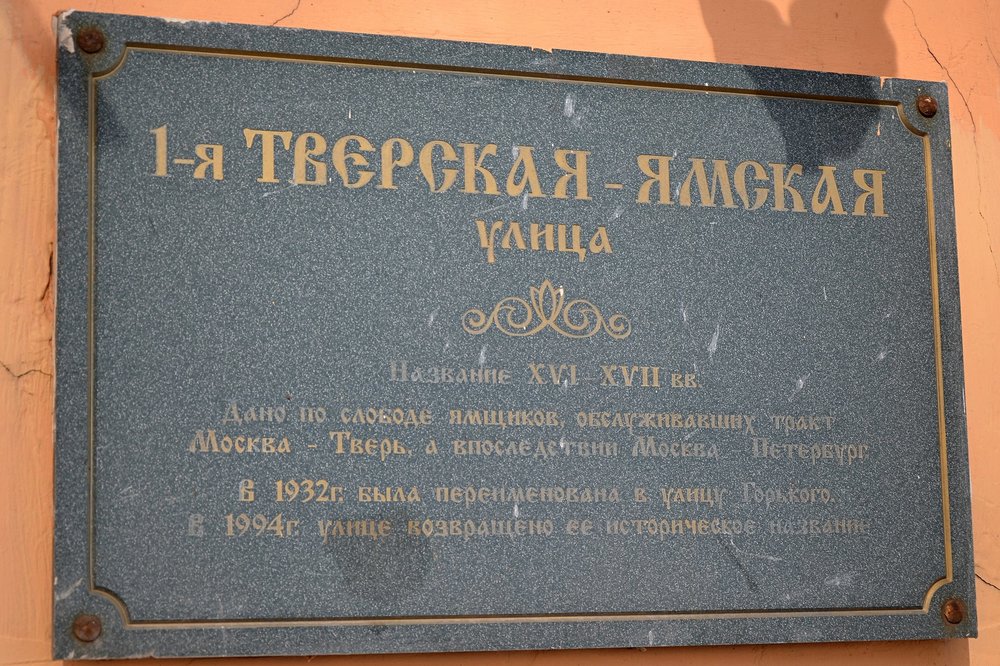 1-я ТВЕРСКАЯ - ЯМСКАЯ
улица
Название XVI - XVII вв.
Дано по слободе ямщиков, обслуживавших тракт
Москва - Тверь, а впоследствии Москва - Петербург
В 1932г. была переименована в улицу Горького.
В 1994г. улице возвращено ее историческое название